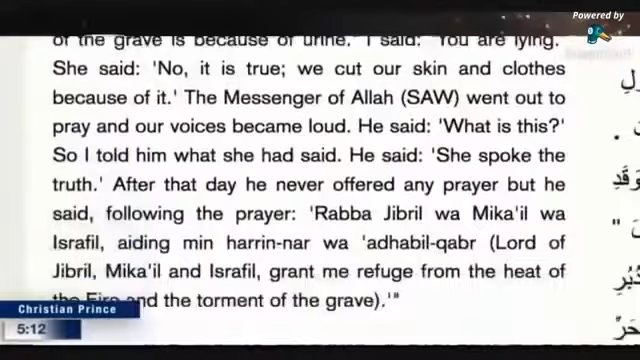 Powered by
of the grave is because of urine.' I said: 'You are lying.'
She said: 'No, it is true; we cut our skin and clothes
because of it.' The Messenger of Allah (SAW) went out to
pray and our voices became loud. He said: 'What is this?'
So I told him what she had said. He said: 'She spoke the
truth.' After that day he never offered any prayer but he
said, following the prayer: 'Rabba Jibril wa Mika'il wa
Israfil, aiding min harrin-nar wa 'adhabil-qabr (Lord of
Jibril, Mika'il and Israfil, grant me refuge from the heat of
the Fire and the torment of the grave).'"
Christian Prince
5:12